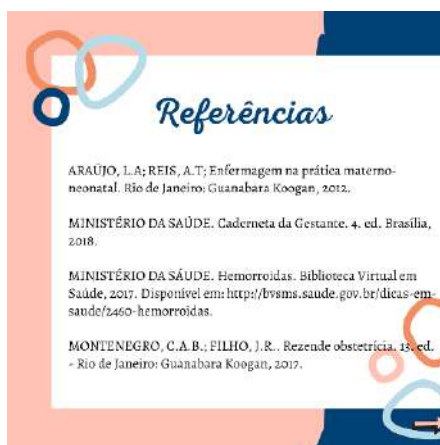 Referências
ARAÚJO, L.A; REIS, A.T; Enfermagem na prática materno-
neonatal. Rio de Janeiro: Guanabara Koogan, 2012.
MINISTÉRIO DA SAÚDE. Caderneta da Gestante. 4. ed. Brasília,
2018.
MINISTÉRIO DA SÁUDE. Hemorroidas. Biblioteca Virtual em
Saúde, 2017. Disponível em: http://bvsms.saude.gov.br/dicas-em-
saude/2460-hemorroidas.
MONTENEGRO, C.A.B.; FILHO, J.R.. Rezende obstetrícia. 13. ed.
- Rio de Janeiro: Guanabara Koogan, 2017.